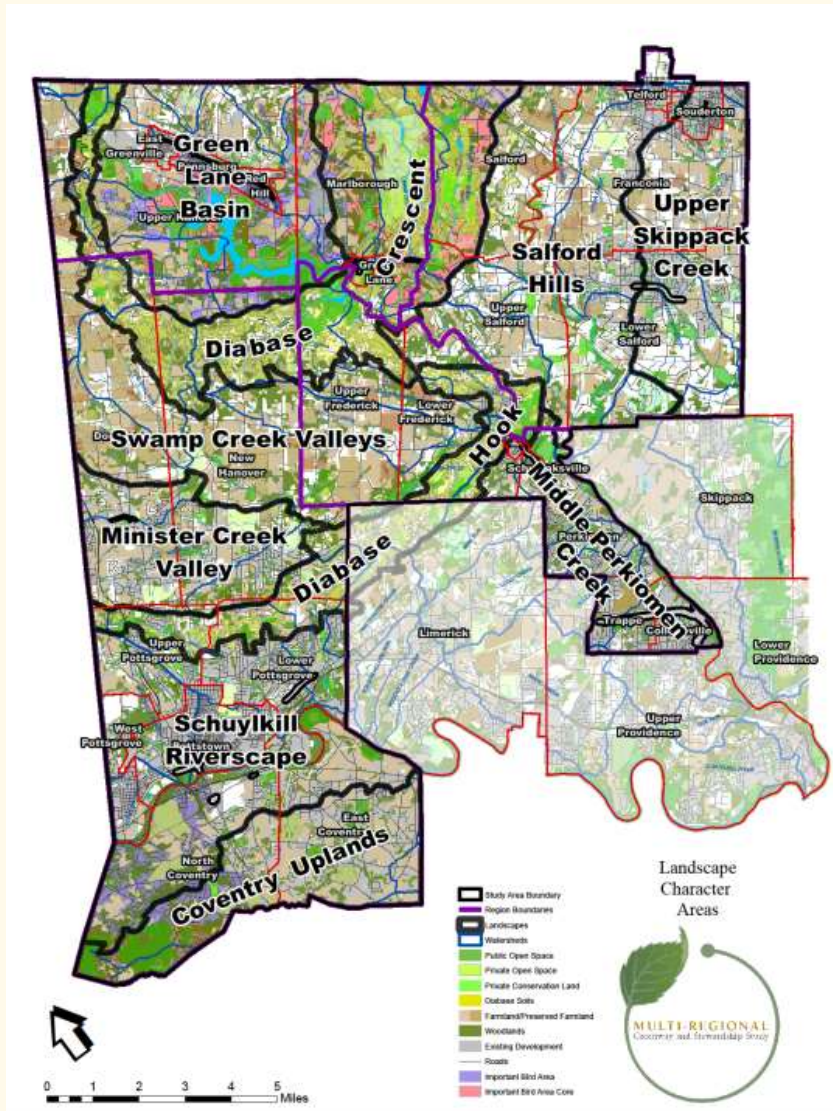 Telford
Souderton
East
Greenville
Green
Pennsburg
Red
Lane
Hill
Basin
Upper
Marlborough
Crescent
Salford
Franconia
Upper
Skippack
Creek
Salford
Hills
Lane
Upper
Salford
Lower
Salford
Diabase
Upper
Frederick
Lower
Frederick
Hook
Swamp Creek Valleys
New
Hanover
Skippack
Middle Perkiomen
Creek
Minister Creek
Valley
Diabase
Limerick
Trappe
Lower
Providence
Upper
Pottsgrove
Lower
Pottsgrove
Upper
Providence
West
Pottsgrove
Schuylkill
Riverscape
East
Coventry
North
Coventry
Coventry Uplands
Landscape
Character
Areas
Study Area Boundary
Region Boundaries
Landscapes
Watersheds
Public Open Space
Private Open Space
Private Conservation Land
Diabase Soils
Farmland/Preserved Farmland
Woodlands
Existing Development
Roads
Important Bird Area
Important Bird Area Core
MULTI-REGIONAL
Greenway and Stewardship Study
0 1 2 3 4 5
Miles